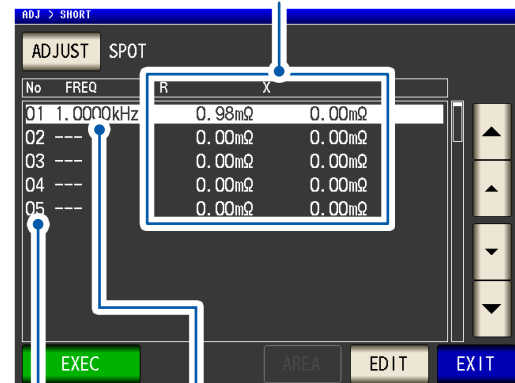 ADJ > SHORT
ADJUST SPOT
No FREQ R X
01 1.0000kHz 0.98mΩ 0.00mΩ
02 --- 0.00mΩ 0.00mΩ
03 --- 0.00mΩ 0.00mΩ
04 --- 0.00mΩ 0.00mΩ
05 --- 0.00mΩ 0.00mΩ
EXEC AREA EDIT EXIT